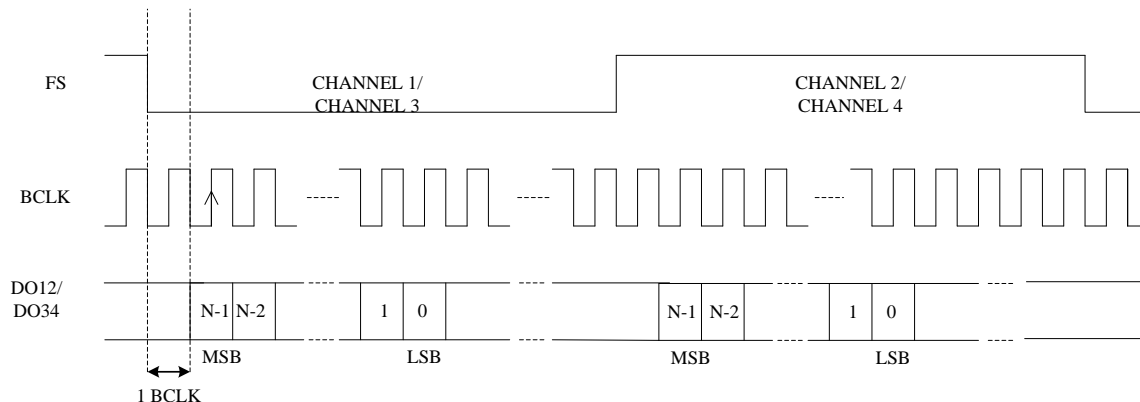 FS
CHANNEL 1/
CHANNEL 3
CHANNEL 2/
CHANNEL 4
BCLK
DO12/
DO34
N-1 N-2 1 0 N-1 N-2 1 0
MSB LSB MSB LSB
1 BCLK